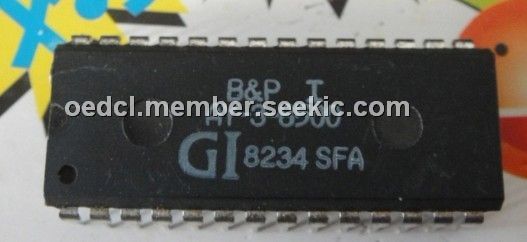 B&P T
oedcl.member.seekic.com
GI 8234 SFA